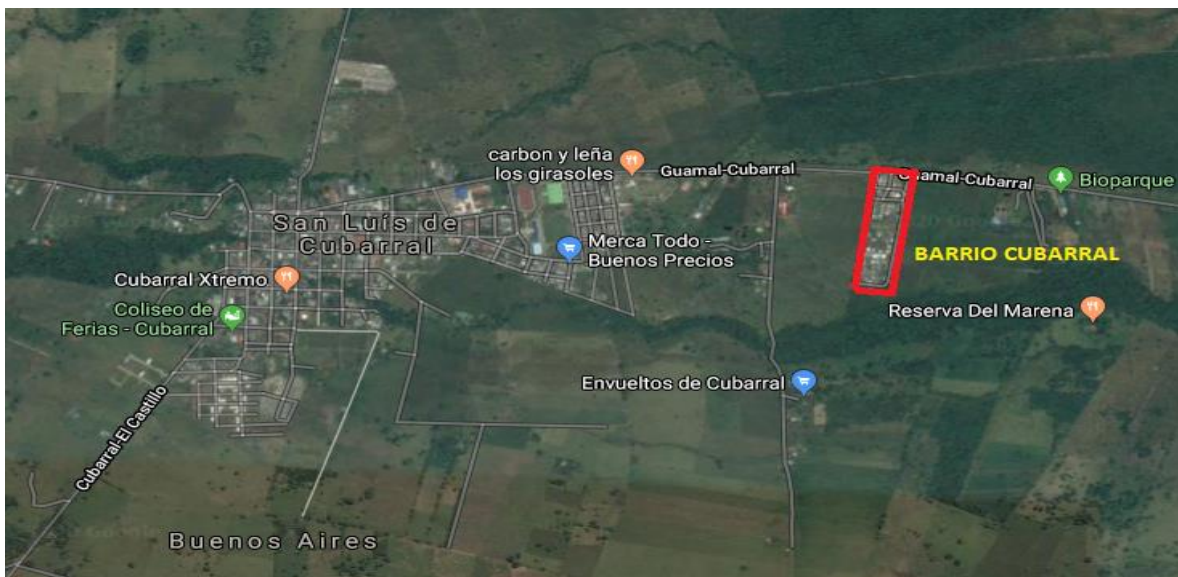 carbon y leña
los girasoles
Guamal-Cubarral
Guamal-Cubarral
Bioparque
San Luís de
Cubarral
Merca Todo -
Buenos Precios
BARRIO CUBARRAL
Cubarral Xtremo
Coliseo de
Ferias - Cubarral
Reserva Del Marena
Envueltos de Cubarral
Cubarral-El Castillo
Buenos Aires